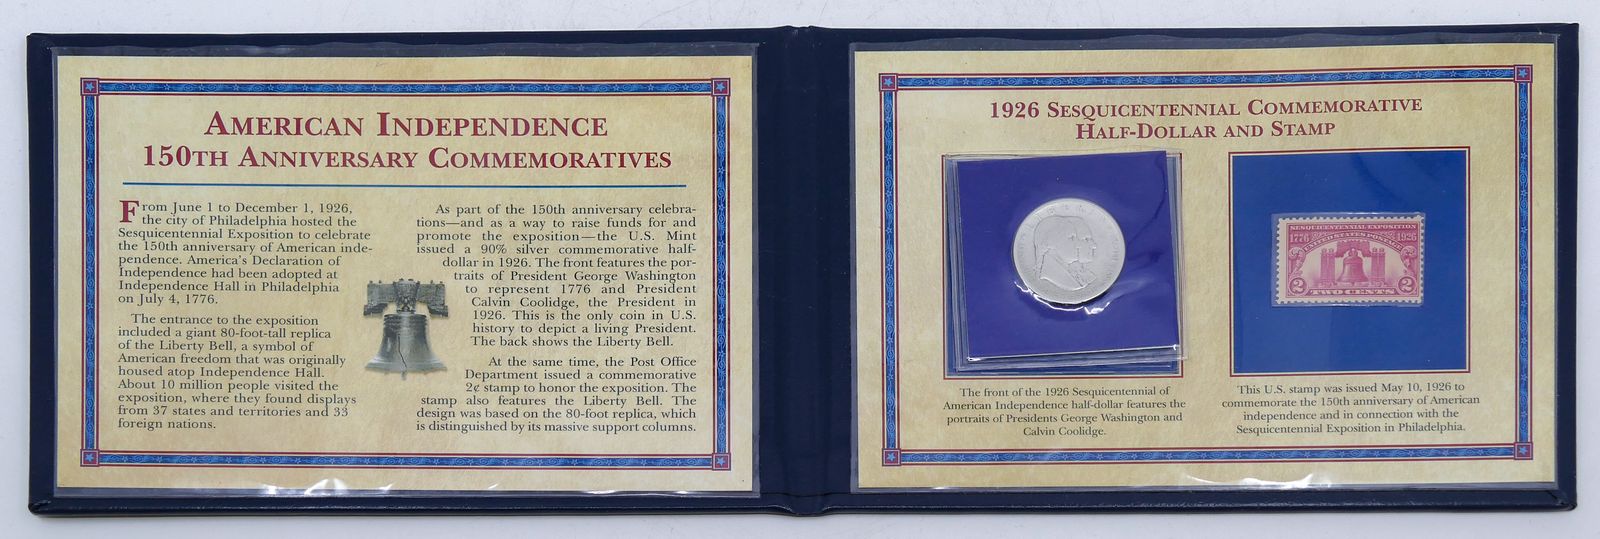 AMERICAN INDEPENDENCE
150TH ANNIVERSARY COMMEMORATIVES
From June 1 to December 1, 1926,
the city of Philadelphia hosted the
Sesquicentennial Exposition to celebrate
the 150th anniversary of American inde-
pendence. America's Declaration of
Independence had been adopted at
Independence Hall in Philadelphia
on July 4, 1776.
The entrance to the exposition
included a giant 80-foot-tall replica
of the Liberty Bell, a symbol of
American freedom that was originally
housed atop Independence Hall.
About 10 million people visited the
exposition, where they found displays
from 37 states and territories and 33
foreign nations.
As part of the 150th anniversary celebra-
tions—and as a way to raise funds for and
promote the exposition—the U.S. Mint
issued a 90% silver commemorative half-
dollar in 1926. The front features the por-
traits of President George Washington
to represent 1776 and President
Calvin Coolidge, the President in
1926. This is the only coin in U.S.
history to depict a living President.
The back shows the Liberty Bell.
At the same time, the Post Office
Department issued a commemorative
2¢ stamp to honor the exposition. The
stamp also features the Liberty Bell. The
design was based on the 80-foot replica, which
is distinguished by its massive support columns.
1926 SESQUICENTENNIAL COMMEMORATIVE
HALF-DOLLAR AND STAMP
SESQUICENTENNIAL EXPOSITION
1776 UNITED STATES POSTAGE 1926
2 TWO CENTS 2
The front of the 1926 Sesquicentennial of
American Independence half-dollar features the
portraits of Presidents George Washington and
Calvin Coolidge.
This U.S. stamp was issued May 10, 1926 to
commemorate the 150th anniversary of American
independence and in connection with the
Sesquicentennial Exposition in Philadelphia.